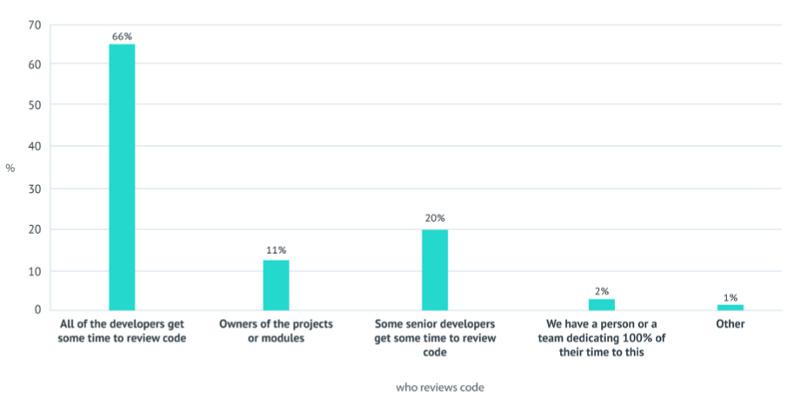 70
66%
60
50
40
%
30
20%
20
11%
10
2%
1%
0
All of the developers get
some time to review code
Owners of the projects
or modules
Some senior developers
get some time to review
code
We have a person or a
team dedicating 100% of
their time to this
Other
who reviews code